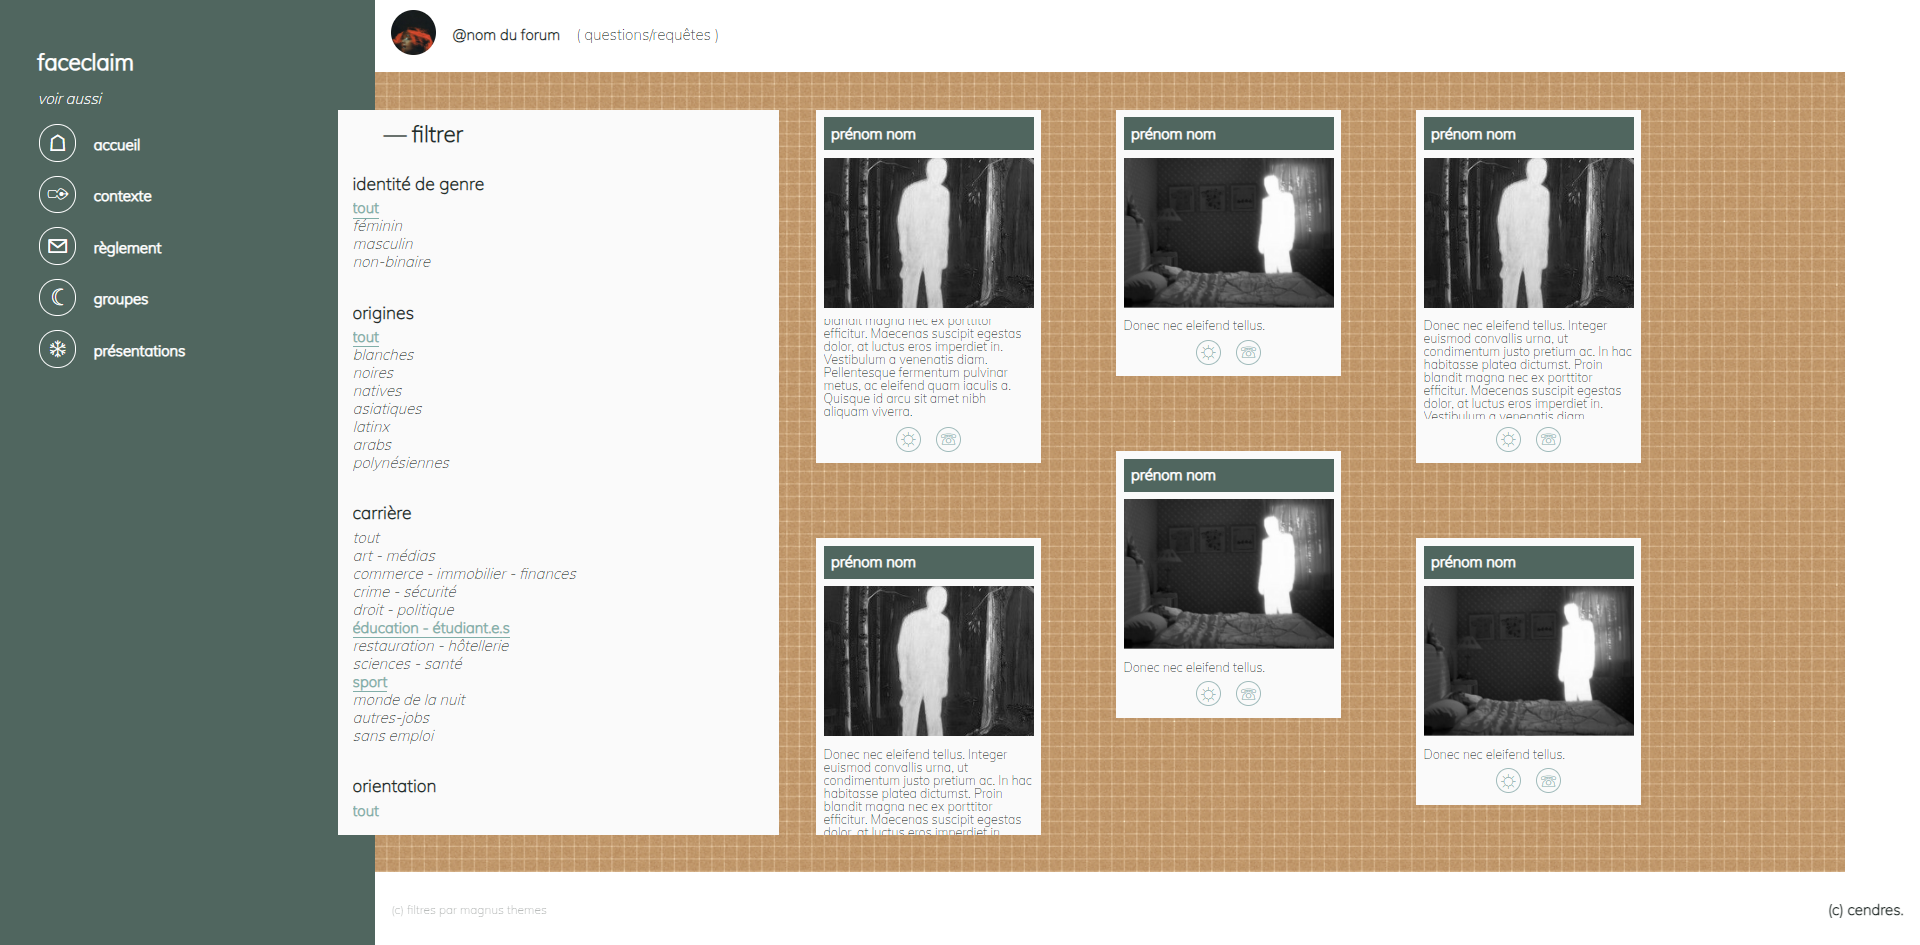 faceclaim
voir aussi
accueil
contexte
règlement
groupes
présentations
@nom du forum ( questions/requêtes )
— filtrer
identité de genre
tout
féminin
masculin
non-binaire
origines
tout
blanches
noires
natives
asiatiques
latinx
arabs
polynésiennes
carrière
tout
art - médias
commerce - immobilier - finances
crime - sécurité
droit - politique
éducation - étudiant.e.s
restauration - hôtellerie
sciences - santé
sport
monde de la nuit
autres-jobs
sans emploi
orientation
tout
prénom nom
blandit magna nec ex porttitor
efficitur. Maecenas suscipit egestas
dolor, at luctus eros imperdiet in.
Vestibulum a venenatis diam.
Pellentesque fermentum pulvinar
metus, ac eleifend quam iaculis a.
Quisque id arcu sit amet nibh
aliquam viverra.
prénom nom
Donec nec eleifend tellus. Integer
euismod convallis urna, ut
condimentum justo pretium ac. In hac
habitasse platea dictumst. Proin
blandit magna nec ex porttitor
efficitur. Maecenas suscipit egestas
dolor, at luctus eros imperdiet in.
prénom nom
Donec nec eleifend tellus.
prénom nom
Donec nec eleifend tellus.
prénom nom
Donec nec eleifend tellus. Integer
euismod convallis urna, ut
condimentum justo pretium ac. In hac
habitasse platea dictumst. Proin
blandit magna nec ex porttitor
efficitur. Maecenas suscipit egestas
dolor, at luctus eros imperdiet in.
Vestibulum a venenatis diam.
prénom nom
Donec nec eleifend tellus.
(c) filtres par magnus themes
(c) cendres.